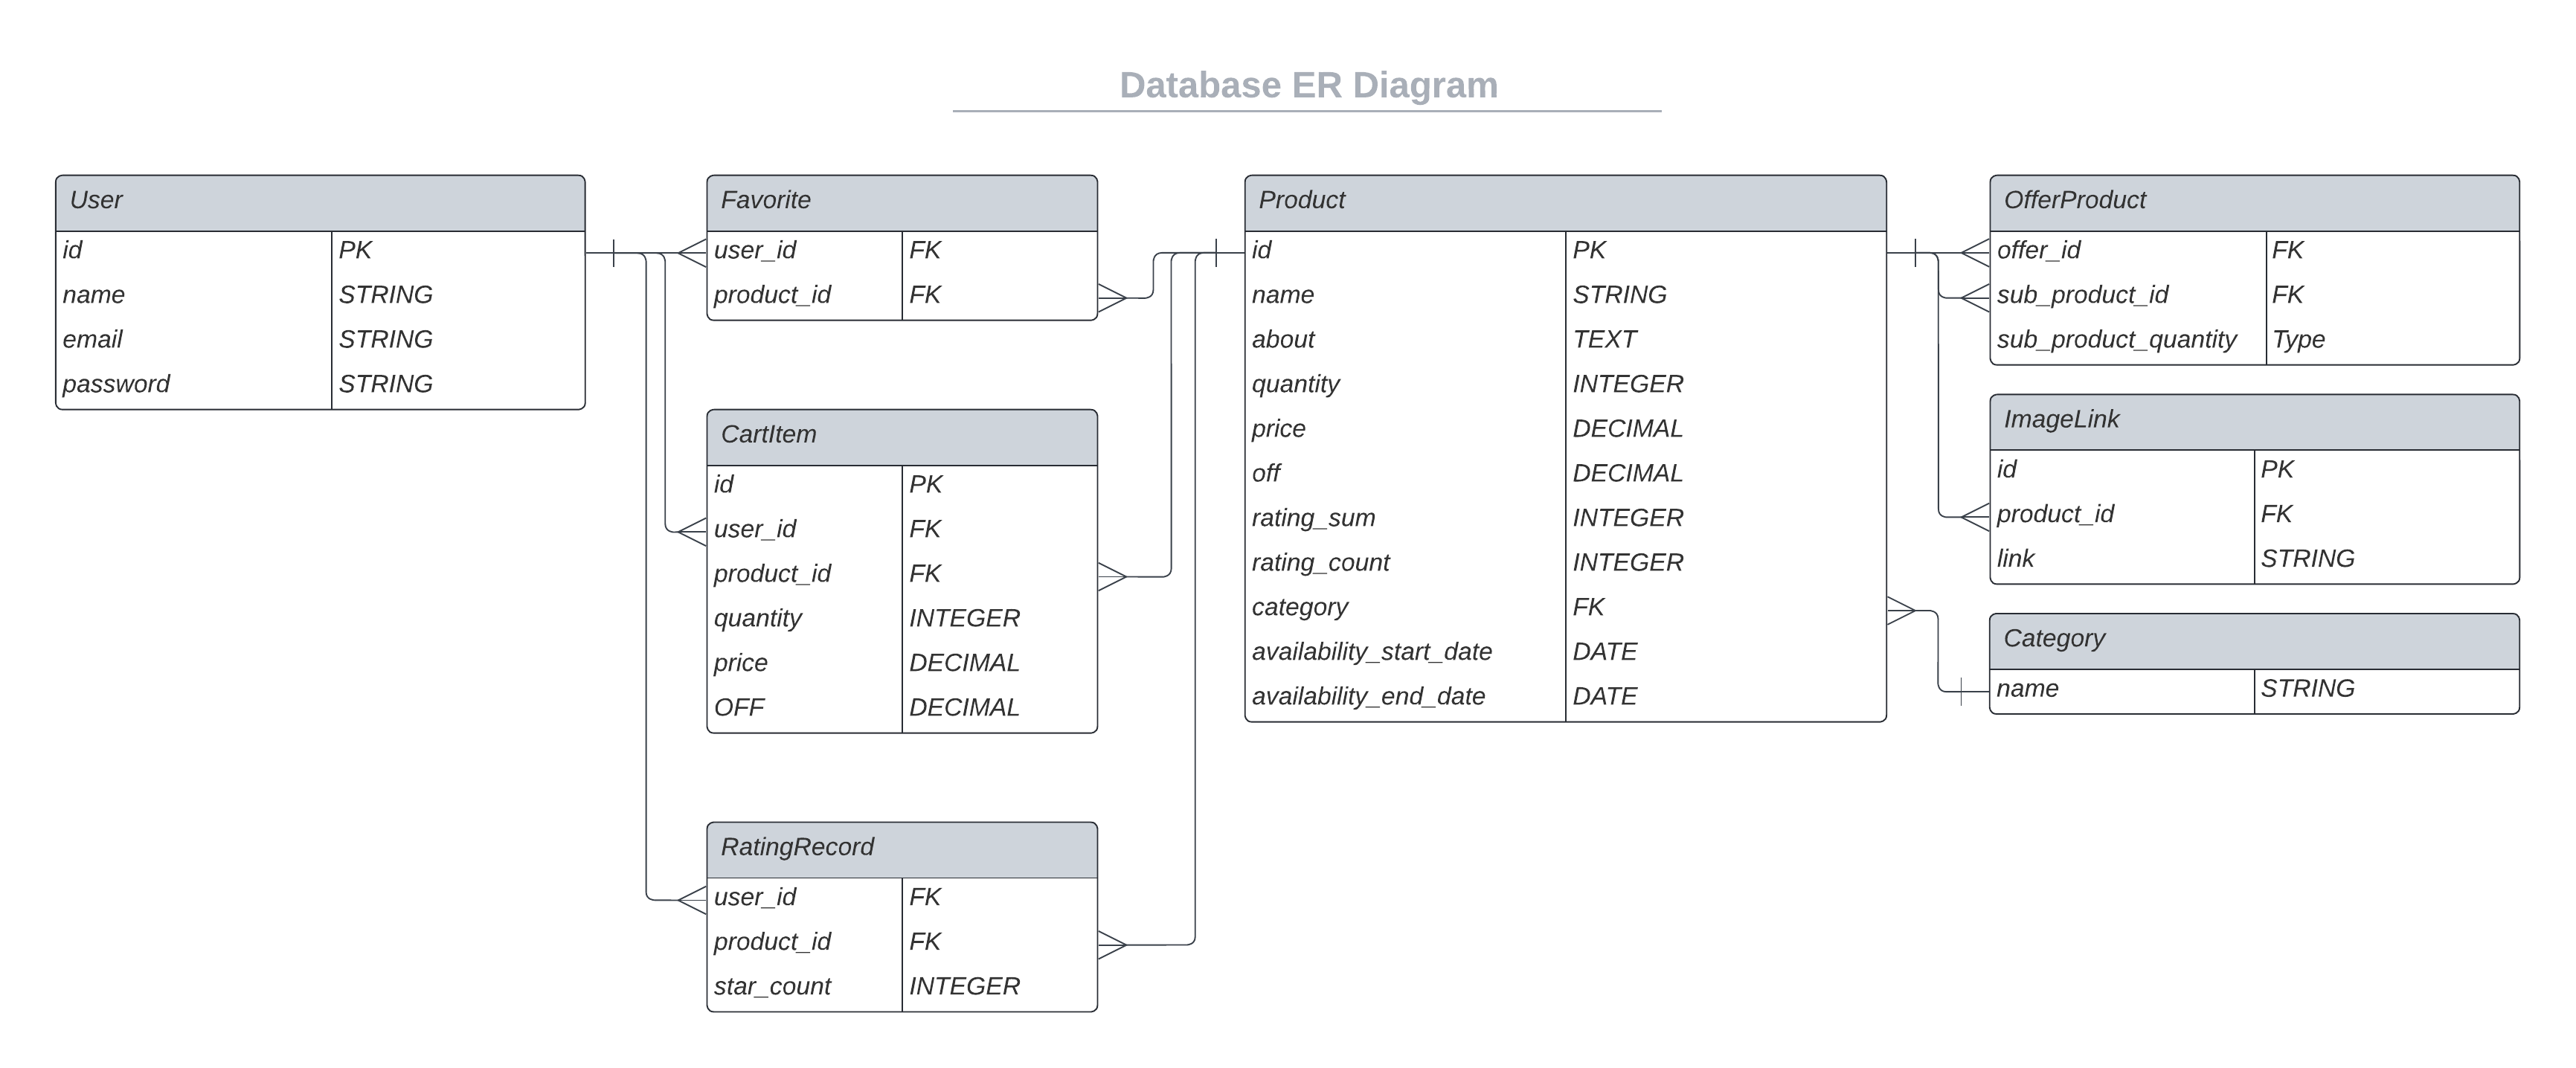 Database ER Diagram
User
id PK
name STRING
email STRING
password STRING
Favorite
user_id FK
product_id FK
CartItem
id PK
user_id FK
product_id FK
quantity INTEGER
price DECIMAL
OFF DECIMAL
RatingRecord
user_id FK
product_id FK
star_count INTEGER
Product
id PK
name STRING
about TEXT
quantity INTEGER
price DECIMAL
off DECIMAL
rating_sum INTEGER
rating_count INTEGER
category FK
availability_start_date DATE
availability_end_date DATE
OfferProduct
offer_id FK
sub_product_id FK
sub_product_quantity Type
ImageLink
id PK
product_id FK
link STRING
Category
name STRING